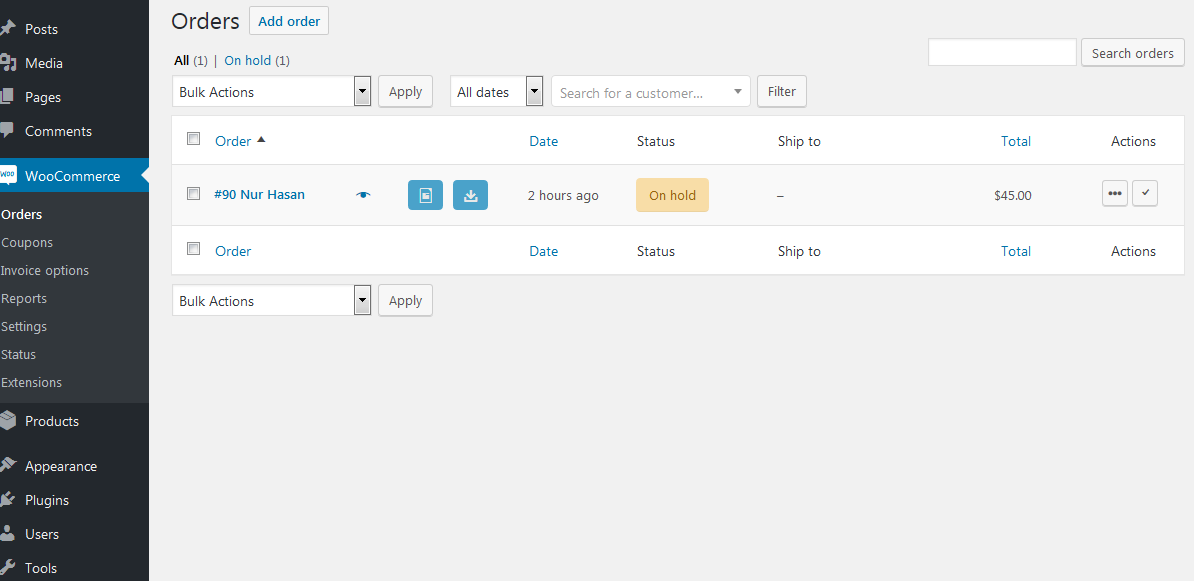 Posts
Media
Pages
Comments
WOO WooCommerce
Orders
Coupons
Invoice options
Reports
Settings
Status
Extensions
Products
Appearance
Plugins
Users
Tools
Orders Add order
All (1) | On hold (1)
Search orders
Bulk Actions Apply All dates Search for a customer... Filter
Order Date Status Ship to Total Actions
#90 Nur Hasan 2 hours ago On hold – $45.00
Order Date Status Ship to Total Actions
Bulk Actions Apply